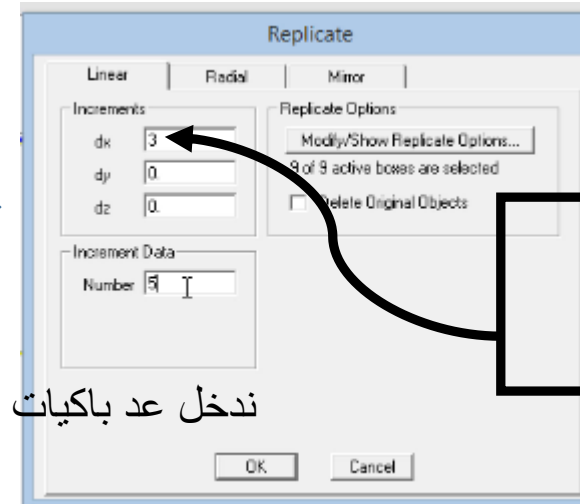 Replicate
Linear Radial Mirror
Increments
dx 3
dy 0.
dz 0.
Replicate Options
Modify/Show Replicate Options...
9 of 9 active boxes are selected
Delete Original Objects
Increment Data
Number 5
ندخل عد باكيات
OK Cancel